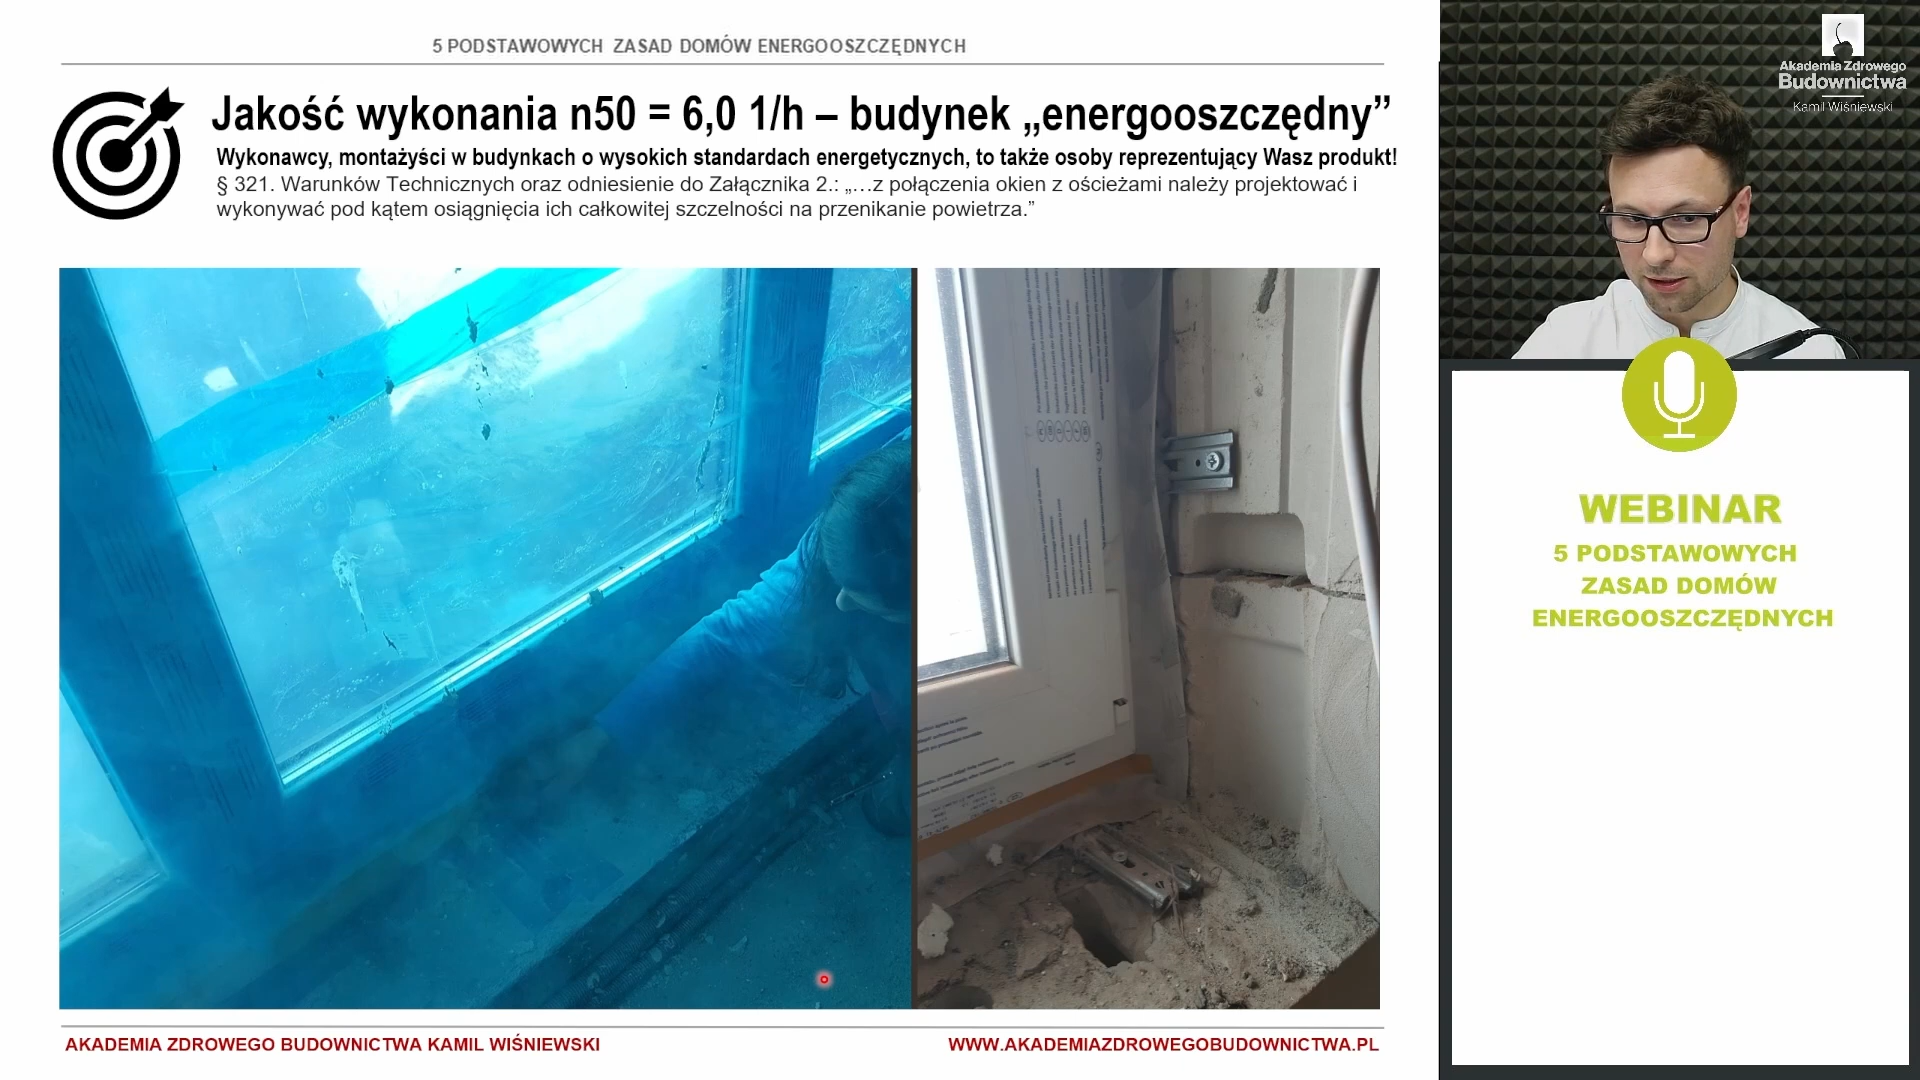 5 PODSTAWOWYCH ZASAD DOMÓW ENERGOOSZCZĘDNYCH
Jakość wykonania n50 = 6,0 1/h – budynek „energooszczędny”
Wykonawcy, montażyści w budynkach o wysokich standardach energetycznych, to także osoby reprezentujący Wasz produkt!
§ 321. Warunków Technicznych oraz odniesienie do Załącznika 2.: „…z połączenia okien z ościeżami należy projektować i
wykonywać pod kątem osiągnięcia ich całkowitej szczelności na przenikanie powietrza.”
AKADEMIA ZDROWEGO BUDOWNICTWA KAMIL WIŚNIEWSKI
WWW.AKADEMIAZDROWEGOBUDOWNICTWA.PL
Akademia Zdrowego
Budownictwa
Kamil Wiśniewski
WEBINAR
5 PODSTAWOWYCH
ZASAD DOMÓW
ENERGOOSZCZĘDNYCH